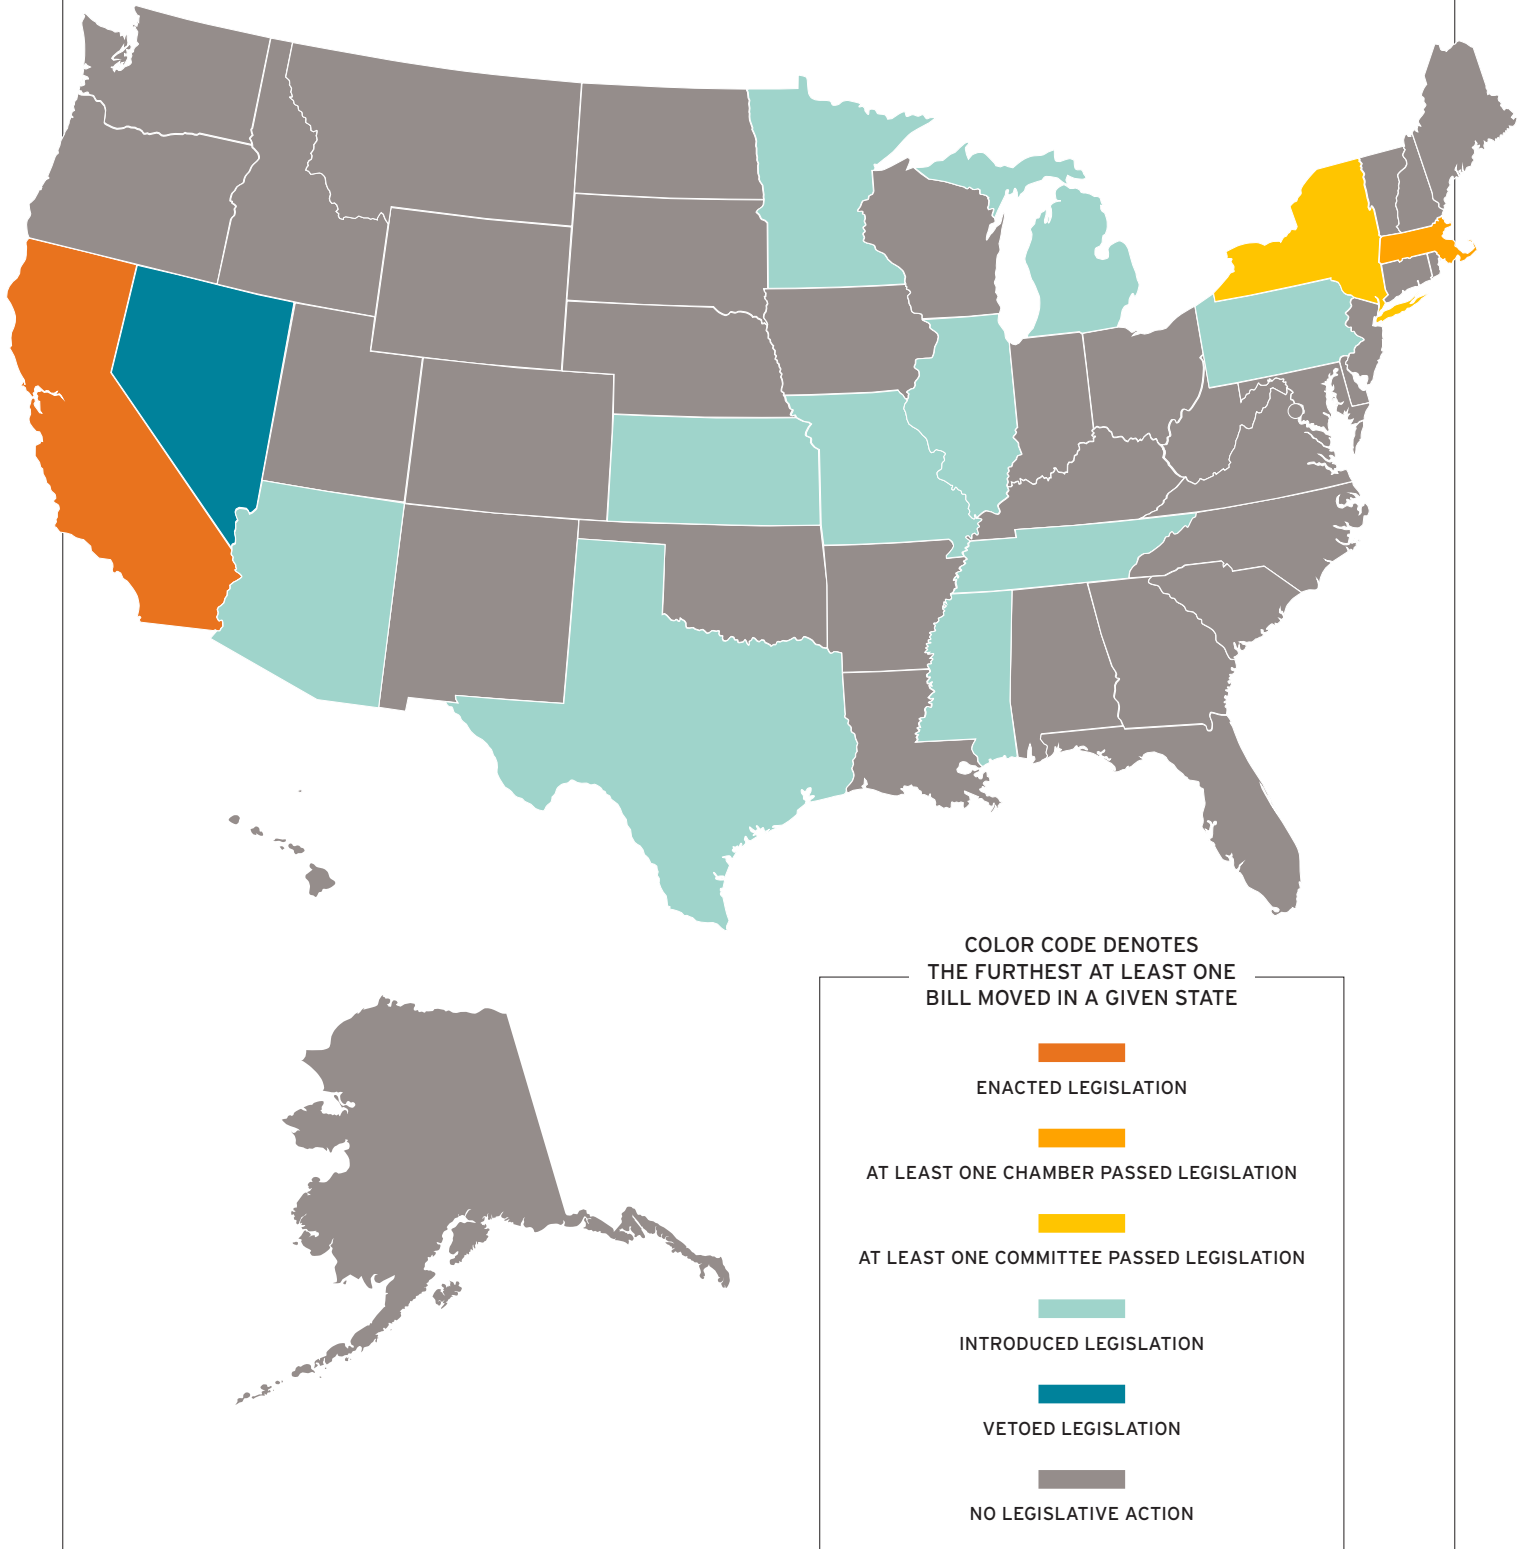 COLOR CODE DENOTES
THE FURTHEST AT LEAST ONE
BILL MOVED IN A GIVEN STATE
ENACTED LEGISLATION
AT LEAST ONE CHAMBER PASSED LEGISLATION
AT LEAST ONE COMMITTEE PASSED LEGISLATION
INTRODUCED LEGISLATION
VETOED LEGISLATION
NO LEGISLATIVE ACTION